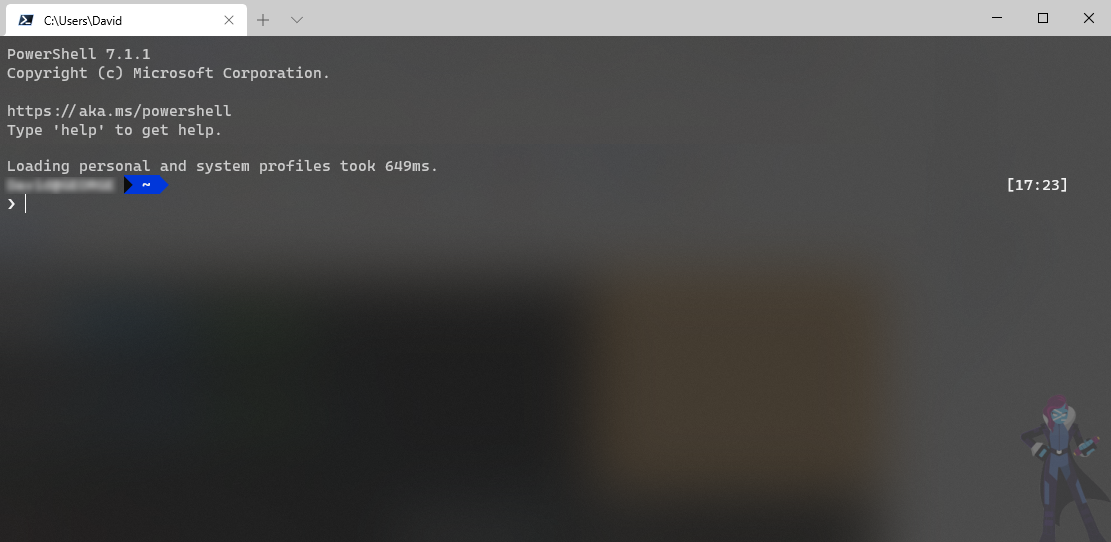 C:\Users\David
PowerShell 7.1.1
Copyright (c) Microsoft Corporation.
https://aka.ms/powershell
Type 'help' to get help.
Loading personal and system profiles took 649ms.
~ [17:23]
❯